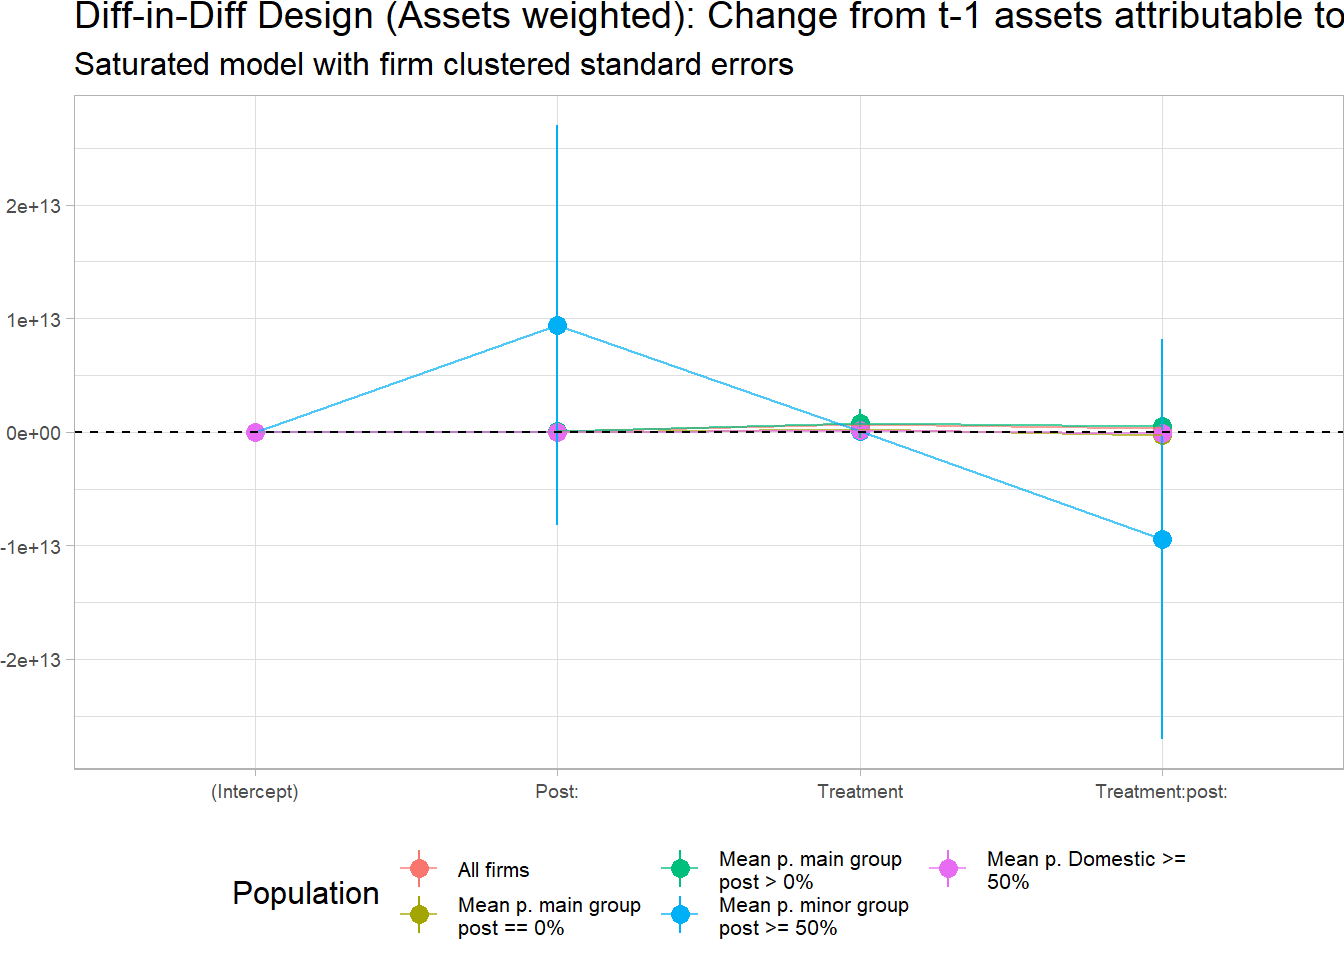 Diff-in-Diff Design (Assets weighted): Change from t-1 assets attributable to
Saturated model with firm clustered standard errors
2e+13
1e+13
0e+00
-1e+13
-2e+13
(Intercept)
Post:
Treatment
Treatment:post:
Population
All firms
Mean p. main group
post == 0%
Mean p. main group
post > 0%
Mean p. minor group
post >= 50%
Mean p. Domestic >=
50%